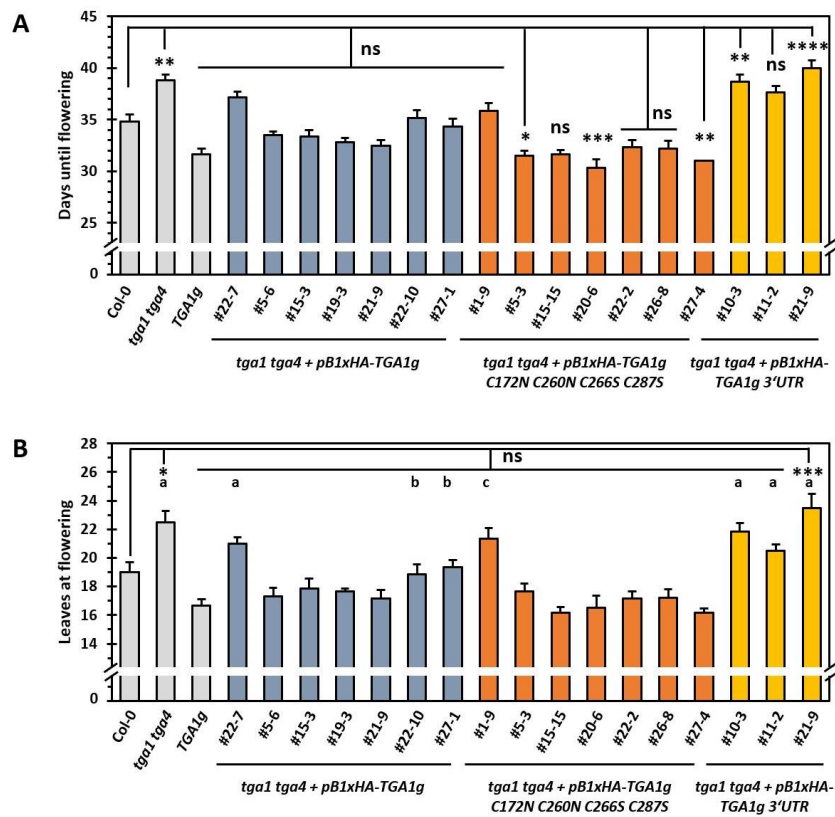 A
Days until flowering
45
40
35
30
25
0
**
ns
*
ns
***
ns
**
**
ns
****
Col-0
tga1 tga4
TGA1g
#22-7
#5-6
#15-3
#19-3
#21-9
#22-10
#27-1
#1-9
#5-3
#15-15
#20-6
#22-2
#26-8
#27-4
#10-3
#11-2
#21-9
tga1 tga4 + pB1xHA-TGA1g
tga1 tga4 + pB1xHA-TGA1g
C172N C260N C266S C287S
tga1 tga4 + pB1xHA-
TGA1g 3‘UTR
B
Leaves at flowering
28
26
24
22
20
18
16
14
0
ns
*
***
a a b b c a a a
Col-0
tga1 tga4
TGA1g
#22-7
#5-6
#15-3
#19-3
#21-9
#22-10
#27-1
#1-9
#5-3
#15-15
#20-6
#22-2
#26-8
#27-4
#10-3
#11-2
#21-9
tga1 tga4 + pB1xHA-TGA1g
tga1 tga4 + pB1xHA-TGA1g
C172N C260N C266S C287S
tga1 tga4 + pB1xHA-
TGA1g 3‘UTR